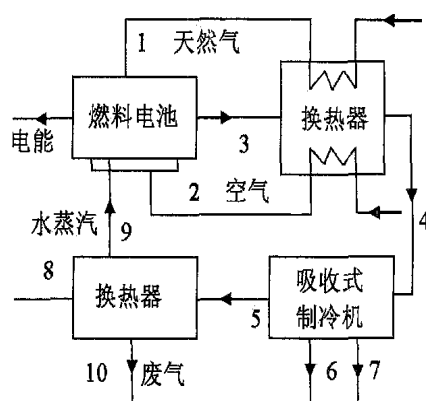 1 天然气
燃料电池
换热器
电能
3
2 空气
4
水蒸汽
9
8
吸收式
制冷机
换热器
5
6 7
10 废气